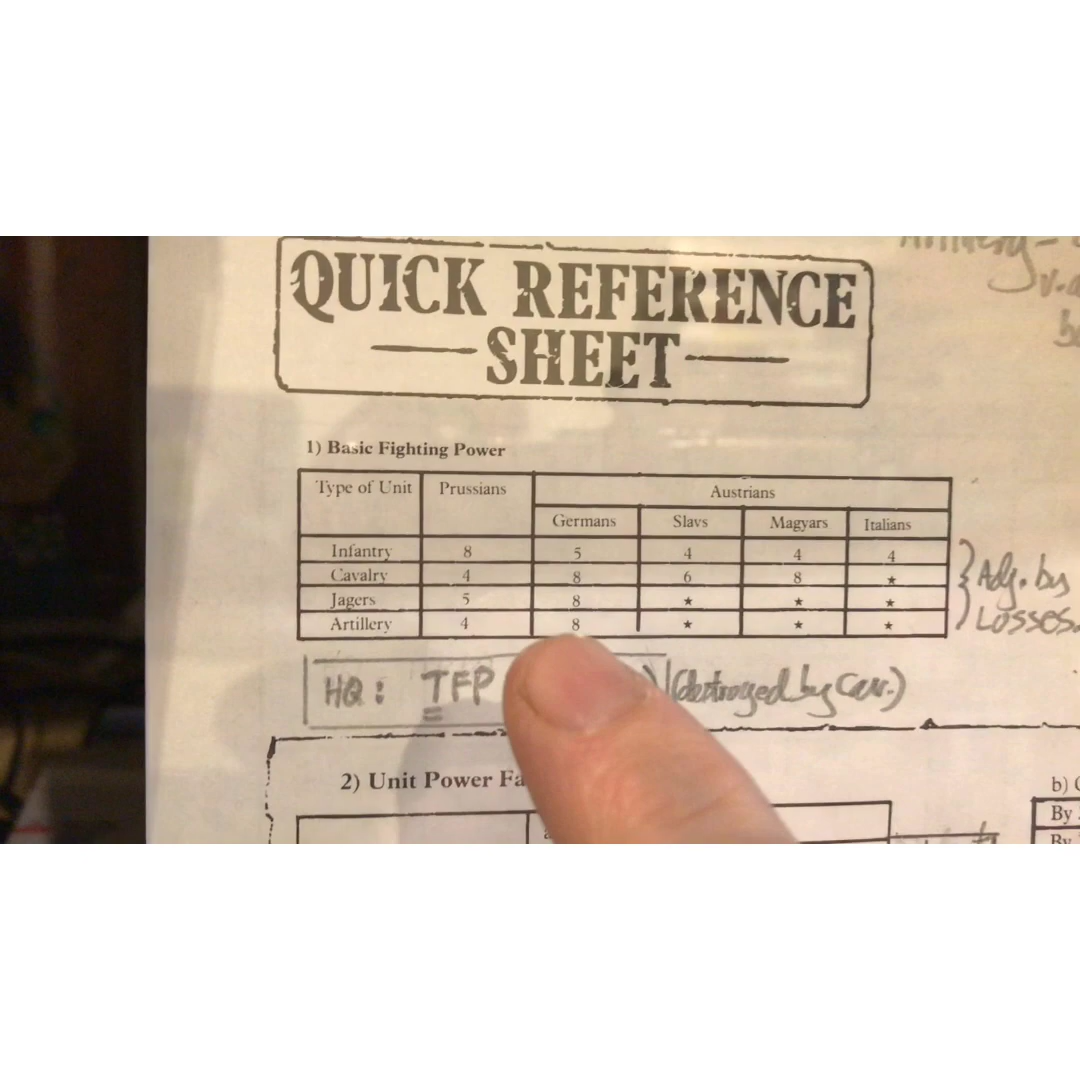 QUICK REFERENCE
SHEET
1) Basic Fighting Power
Type of Unit Prussians Austrians
Germans Slavs Magyars Italians
Infantry 8 5 4 4 4
Cavalry 4 8 6 8 ★
Jagers 5 8 ★ ★ ★
Artillery 4 8 ★ ★ ★
Adj. by
Losses.
HQ: TFP (destroyed by Cav.)
2) Unit Power
b)
By
By